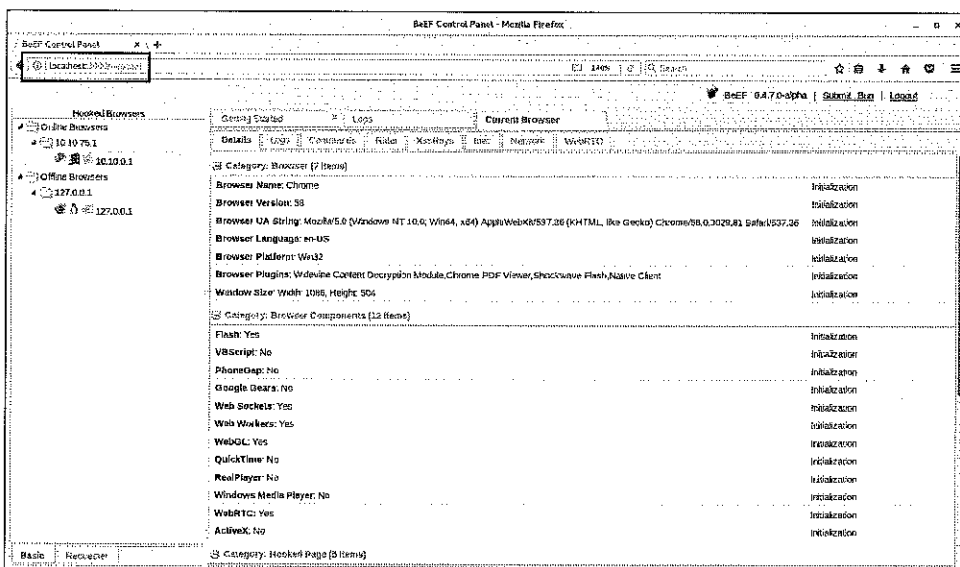 BeEF Control Panel - Mozilla Firefox
BeEF Control Panel
140% Search
BeEF 0.4.7.0-alpha | Submit Bug | Logout
Hooked Browsers
Getting Started Logs Current Browser
Online Browsers
Details Logs Commands Rider XssRays Ipec Network WebRTC
10.10.75.1
10.10.0.1
Offline Browsers
127.0.0.1
127.0.0.1
Category: Browser (7 Items)
Browser Name: Chrome Initialization
Browser Version: 58 Initialization
Browser UA String: Mozilla/5.0 (Windows NT 10.0; Win64; x64) AppleWebKit/537.36 (KHTML, like Gecko) Chrome/58.0.3029.81 Safari/537.36 Initialization
Browser Language: en-US Initialization
Browser Platform: Win32 Initialization
Browser Plugins: Widevine Content Decryption Module,Chrome PDF Viewer,Shockwave Flash,Native Client Initialization
Window Size: Width: 1086, Height: 504 Initialization
Category: Browser Components (12 Items)
Flash: Yes Initialization
VBScript: No Initialization
PhoneGap: No Initialization
Google Gears: No Initialization
Web Sockets: Yes Initialization
Web Workers: Yes Initialization
WebGL: Yes Initialization
QuickTime: No Initialization
RealPlayer: No Initialization
Windows Media Player: No Initialization
WebRTC: Yes Initialization
ActiveX: No Initialization
Basic Requester
Category: Hooked Page (5 Items)